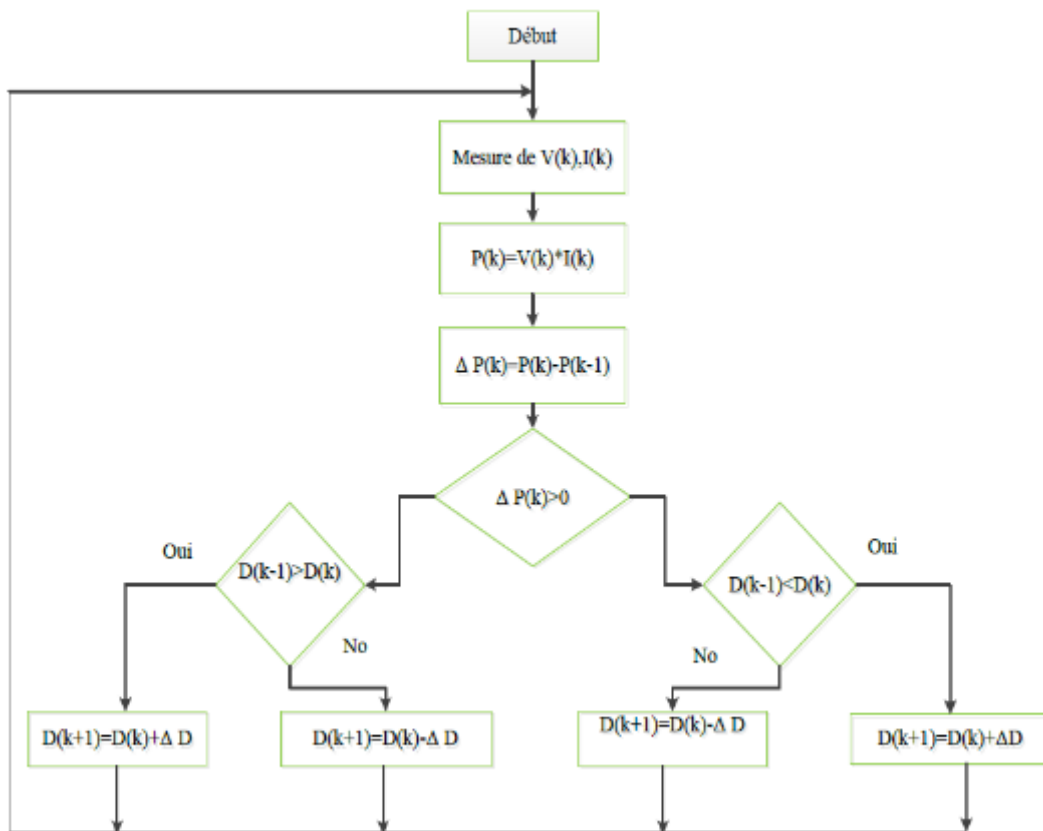 Début
Mesure de V(k),I(k)
P(k)=V(k)*I(k)
Δ P(k)=P(k)-P(k-1)
Δ P(k)>0
Oui
D(k-1)>D(k)
No
D(k-1)<D(k)
Oui
No
D(k+1)=D(k)+Δ D
D(k+1)=D(k)-Δ D
D(k+1)=D(k)-Δ D
D(k+1)=D(k)+ΔD